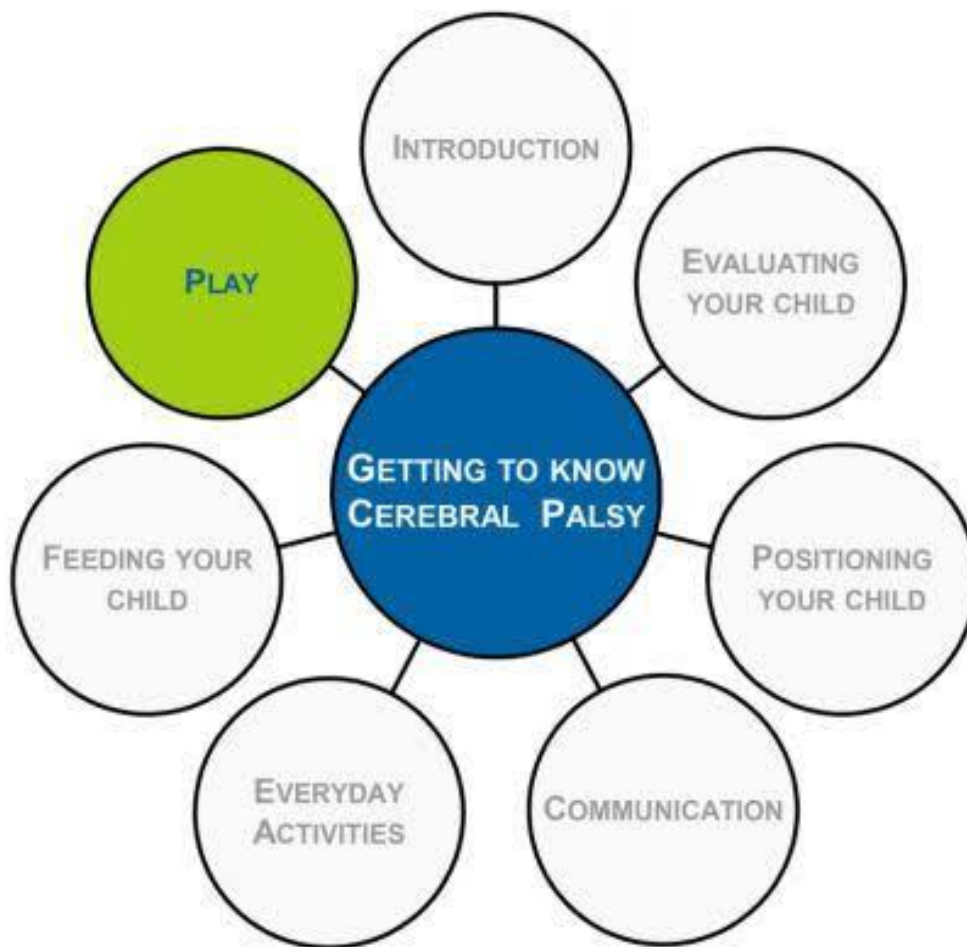 INTRODUCTION
EVALUATING
YOUR CHILD
POSITIONING
YOUR CHILD
COMMUNICATION
EVERYDAY
ACTIVITIES
FEEDING YOUR
CHILD
PLAY
GETTING TO KNOW
CEREBRAL PALSY